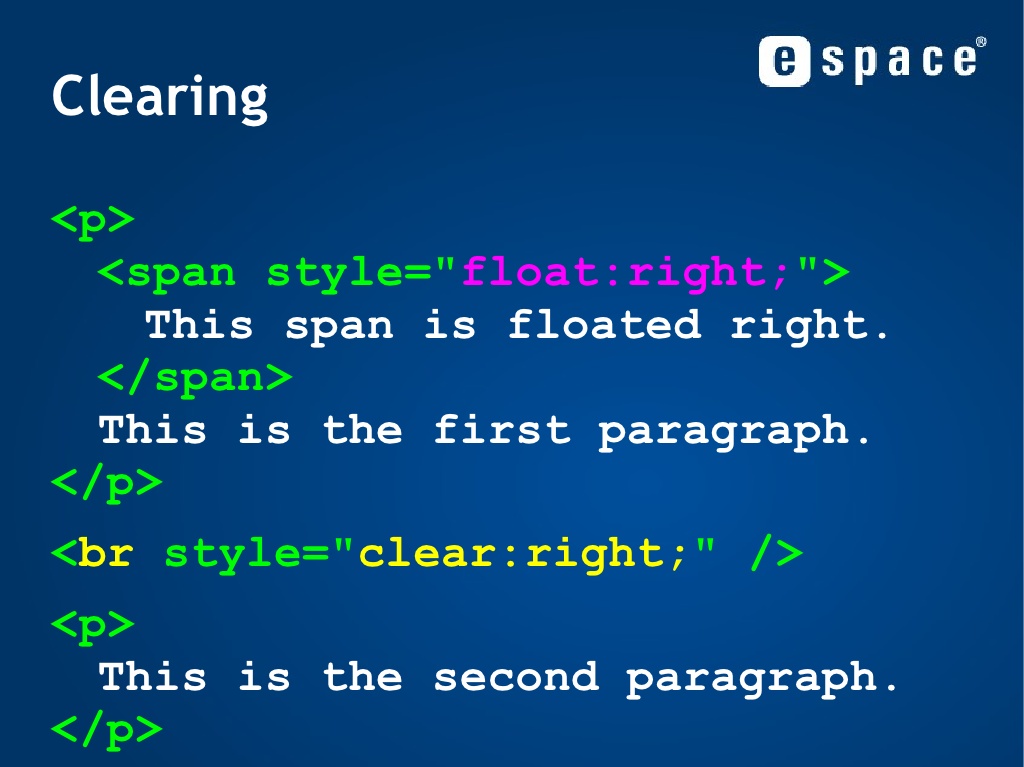 e space®
Clearing
<p>
<span style="float:right;">
This span is floated right.
</span>
This is the first paragraph.
</p>
<br style="clear:right;" />
<p>
This is the second paragraph.
</p>